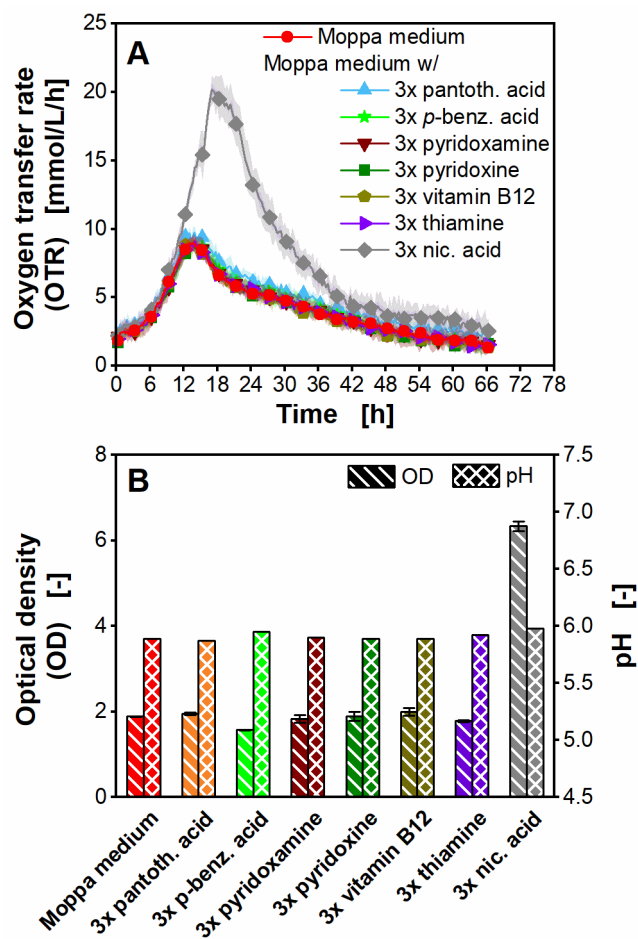 A
Moppa medium
Moppa medium w/
3x pantoth. acid
3x p-benz. acid
3x pyridoxamine
3x pyridoxine
3x vitamin B12
3x thiamine
3x nic. acid
Oxygen transfer rate
(OTR) [mmol/L/h]
25
20
15
10
5
0
0 6 12 18 24 30 36 42 48 54 60 66 72 78
Time [h]
B
OD
pH
Optical density
(OD) [-]
8
6
4
2
0
7.5
7.0
6.5
6.0
5.5
5.0
4.5
pH [-]
Moppa medium
3x pantoth. acid
3x p-benz. acid
3x pyridoxamine
3x pyridoxine
3x vitamin B12
3x thiamine
3x nic. acid